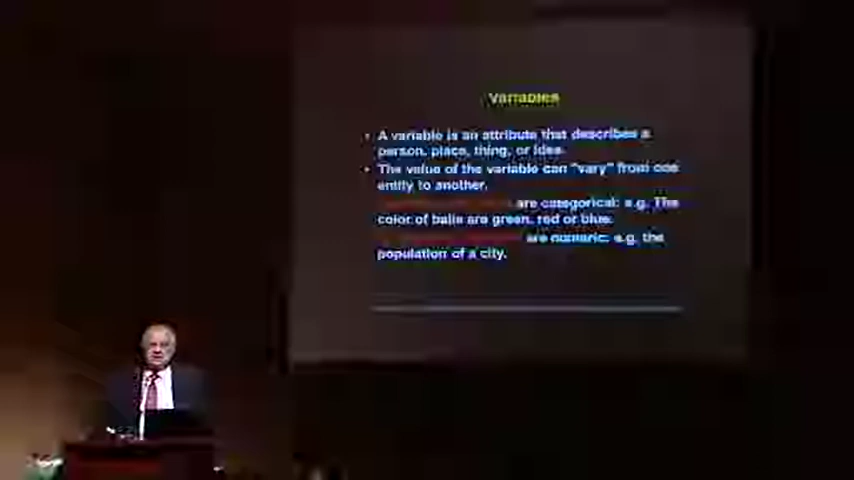 Variables
• A variable is an attribute that describes a
person, place, thing, or idea.
• The value of the variable can "vary" from one
entity to another.
are categorical: e.g. The
color of balls are green, red or blue.
are numeric: e.g. the
population of a city.